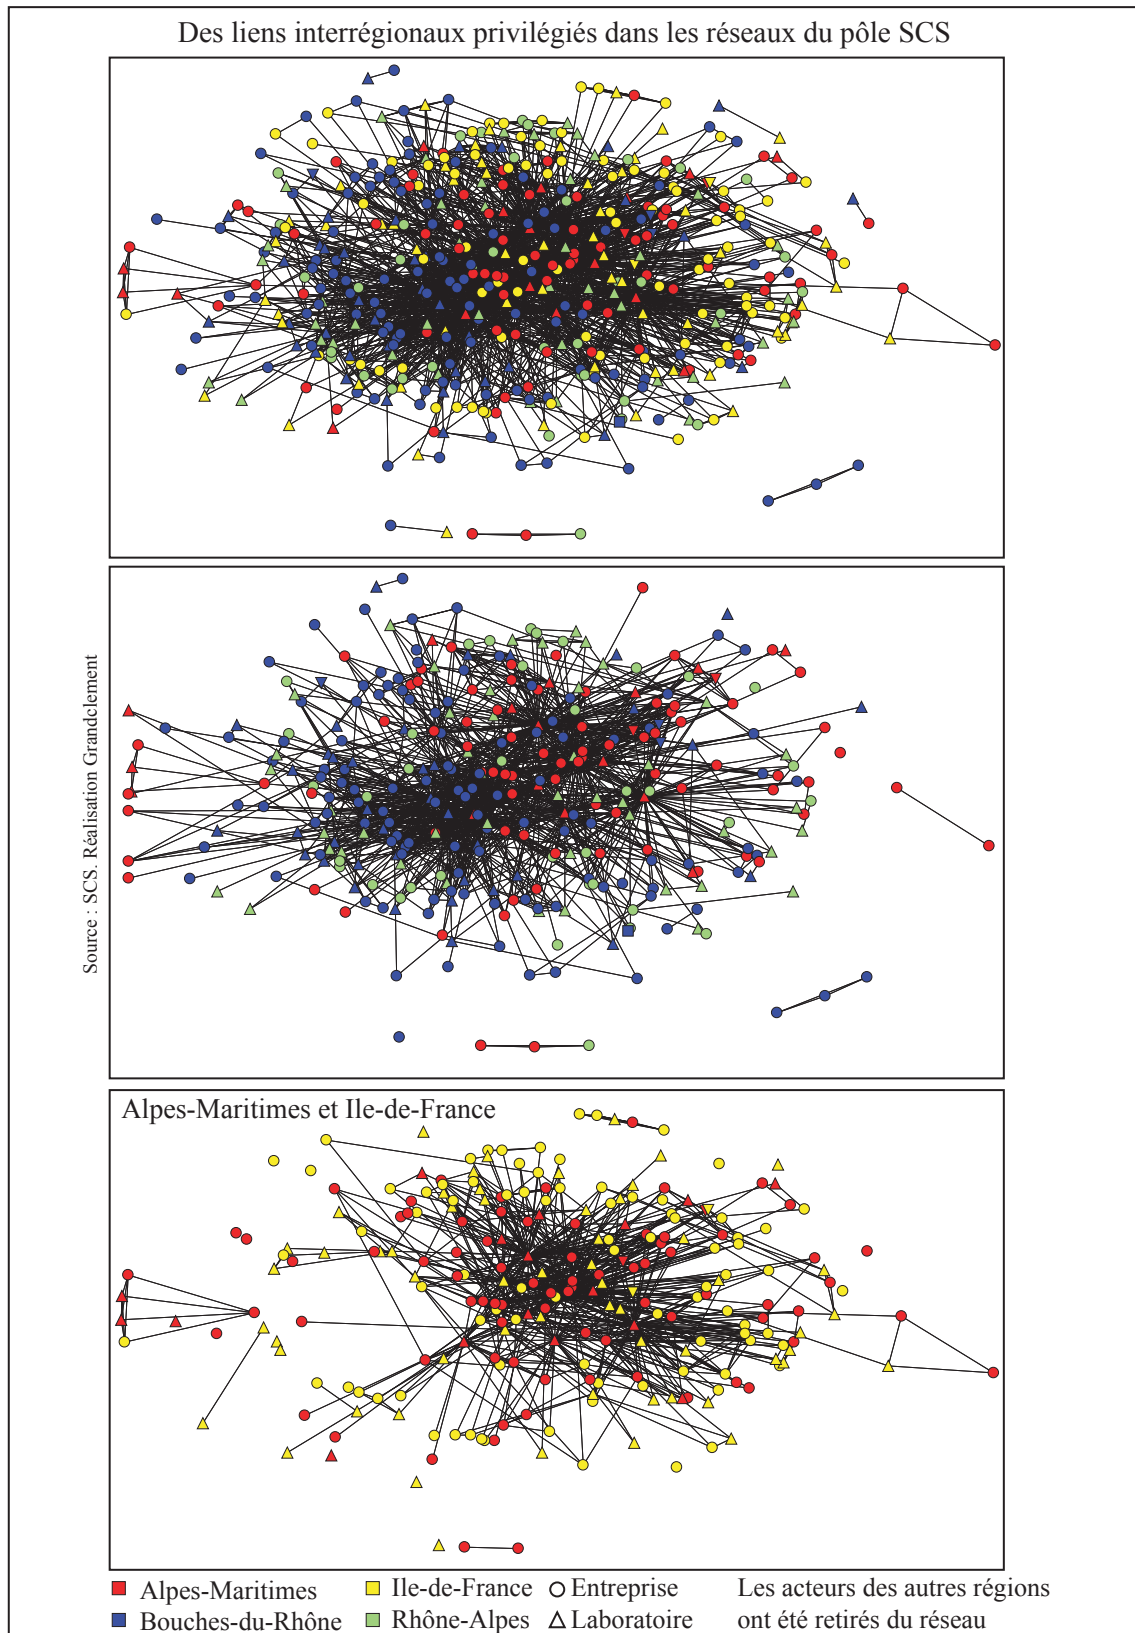 Des liens interrégionaux privilégiés dans les réseaux du pôle SCS
Source : SCS. Réalisation Grandclement
Alpes-Maritimes et Ile-de-France
Alpes-Maritimes
Ile-de-France
Entreprise
Les acteurs des autres régions
Bouches-du-Rhône
Rhône-Alpes
Laboratoire
ont été retirés du réseau